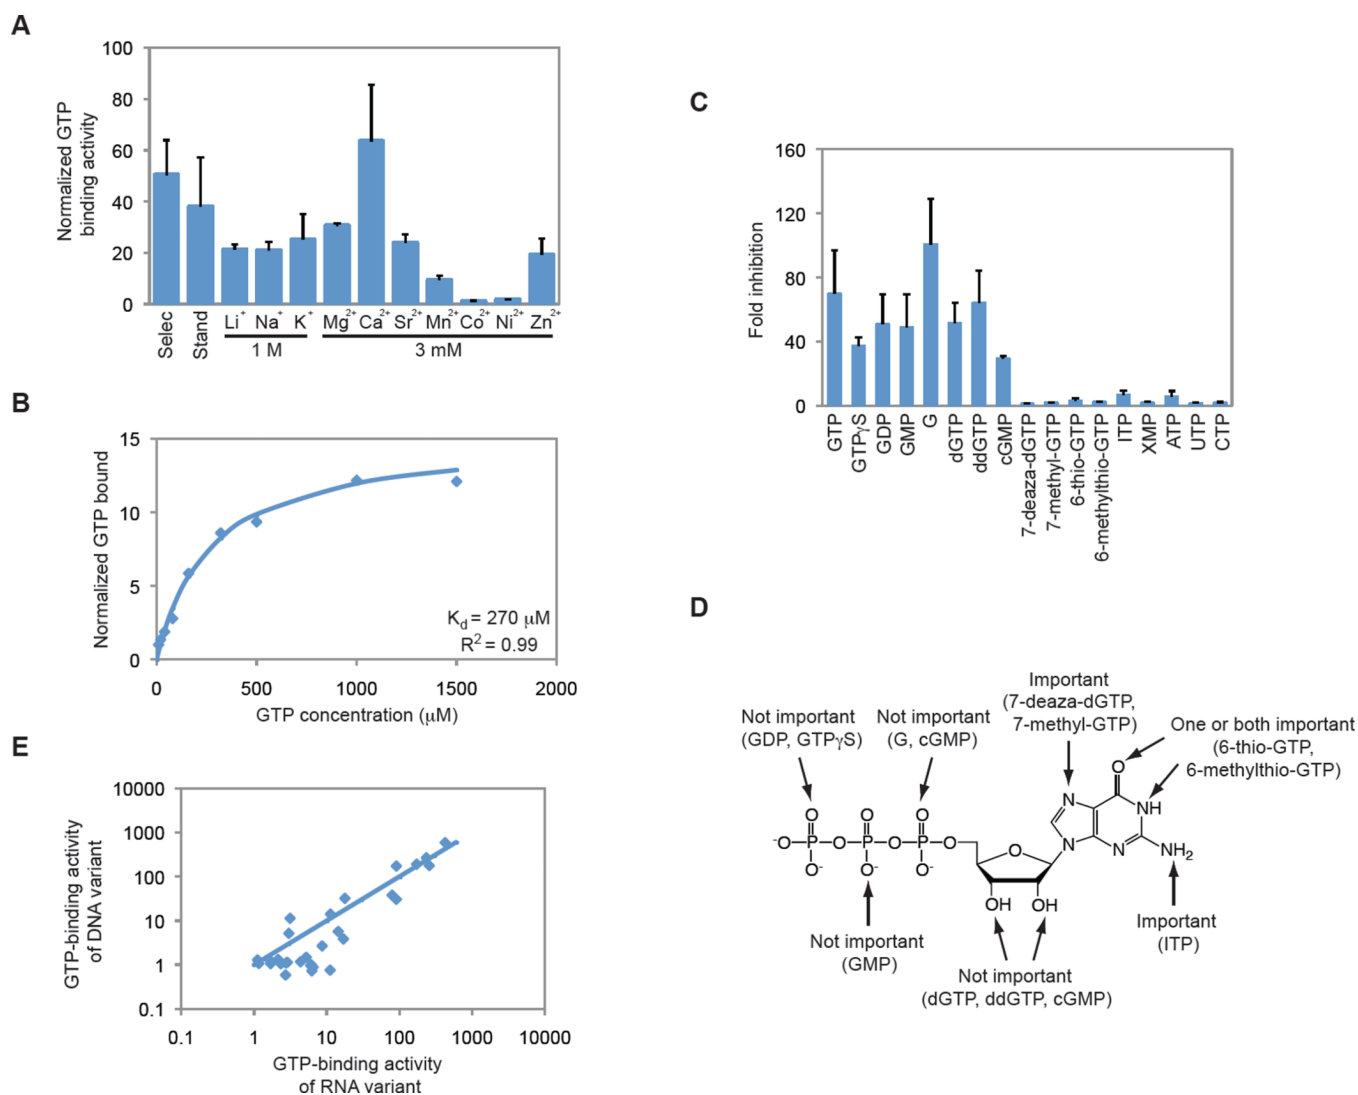 A
100
80
60
40
20
0
Normalized GTP
binding activity
Selec
Stand
Li⁺
Na⁺
K⁺
Mg²⁺
Ca²⁺
Sr²⁺
Mn²⁺
Co²⁺
Ni²⁺
Zn²⁺
1 M
3 mM
B
15
10
5
0
Normalized GTP bound
K_d = 270 µM
R² = 0.99
0
500
1000
1500
2000
GTP concentration (µM)
E
10000
1000
100
10
1
0.1
GTP-binding activity
of DNA variant
0.1
1
10
100
1000
10000
GTP-binding activity
of RNA variant
C
160
120
80
40
0
Fold inhibition
GTP
GTPγS
GDP
GMP
G
dGTP
ddGTP
cGMP
7-deaza-dGTP
7-methyl-GTP
6-thio-GTP
6-methylthio-GTP
ITP
XMP
ATP
UTP
CTP
D
Not important
(GDP, GTPγS)
Not important
(G, cGMP)
Important
(7-deaza-dGTP,
7-methyl-GTP)
One or both important
(6-thio-GTP,
6-methylthio-GTP)
O
O
O
O
N
NH
⁻O
P
O
P
O
P
O
O
N
N
NH₂
O⁻
O⁻
O⁻
OH
OH
Not important
(GMP)
Not important
(dGTP, ddGTP, cGMP)
Important
(ITP)